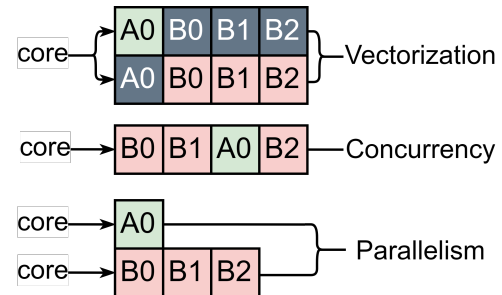 A0 B0 B1 B2
core Vectorization
A0 B0 B1 B2
core B0 B1 A0 B2 Concurrency
core A0
Parallelism
core B0 B1 B2